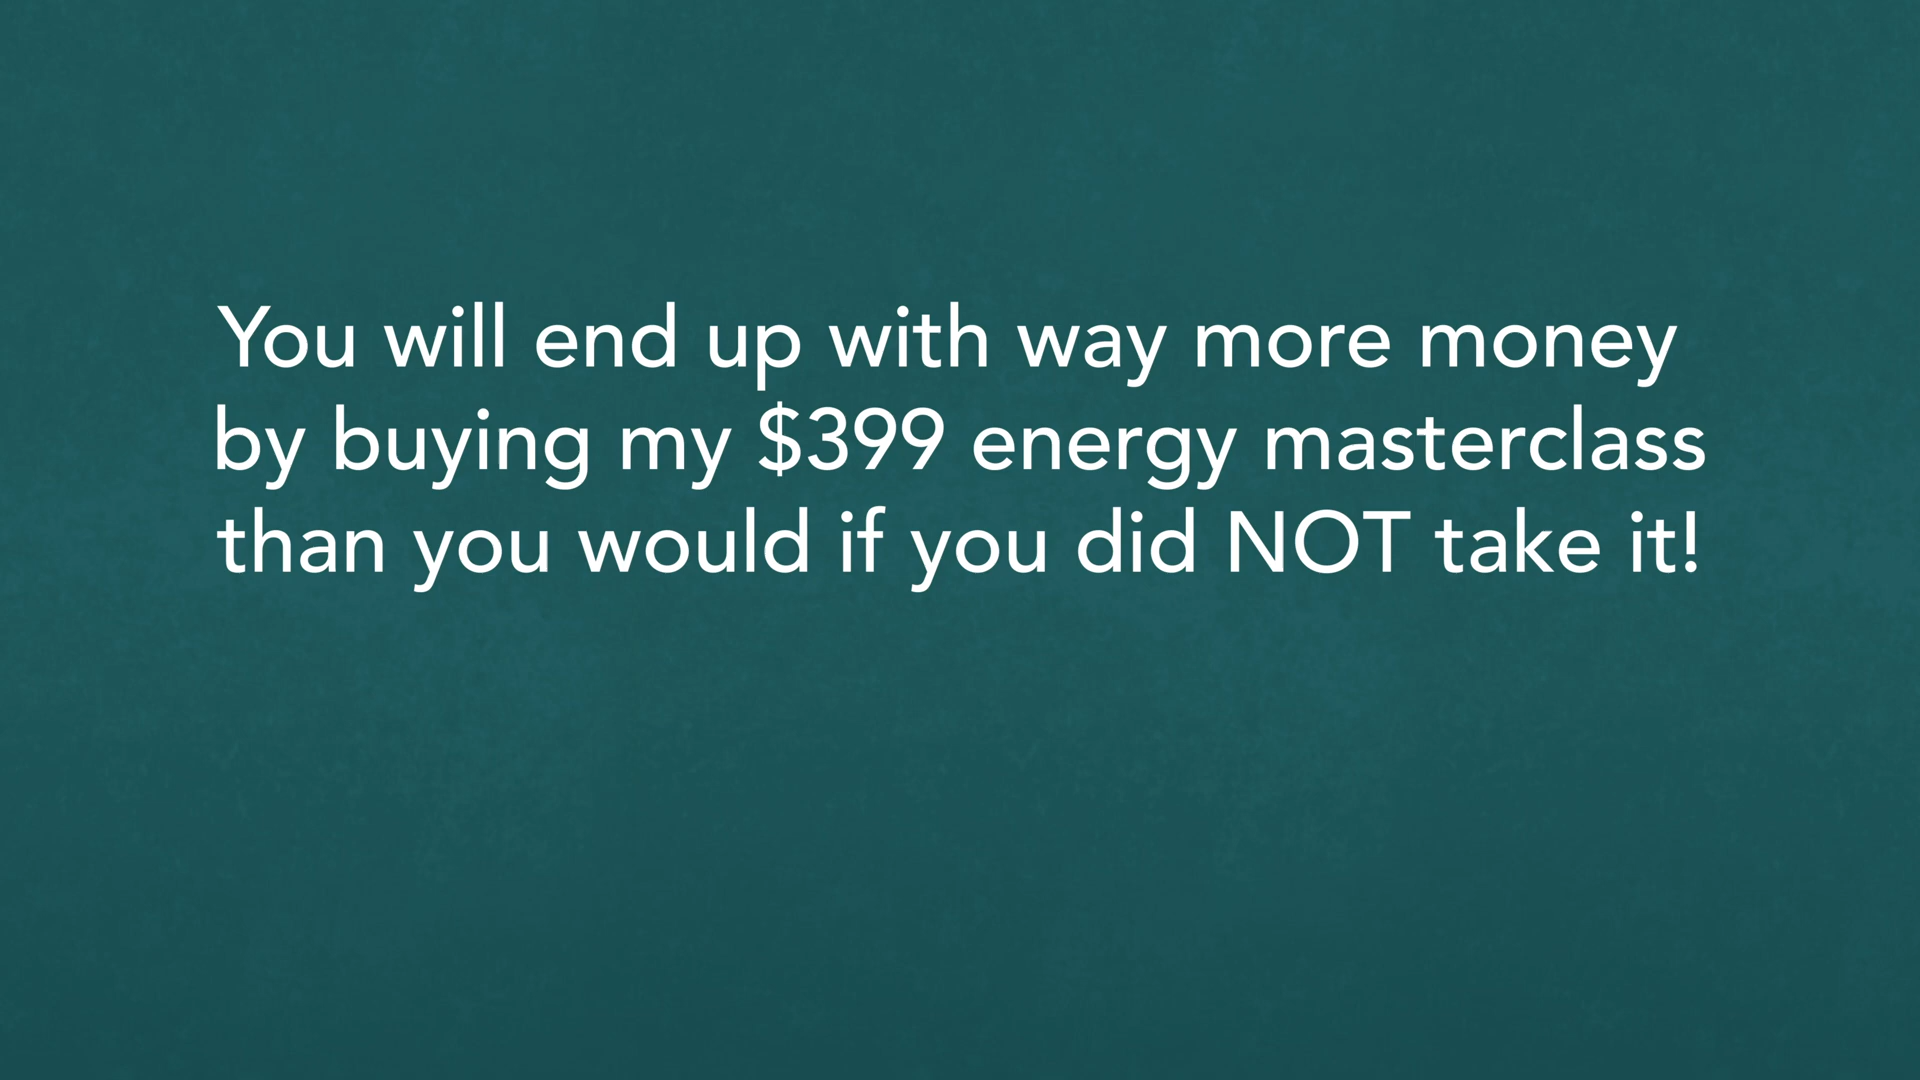 You will end up with way more money
by buying my $399 energy masterclass
than you would if you did NOT take it!